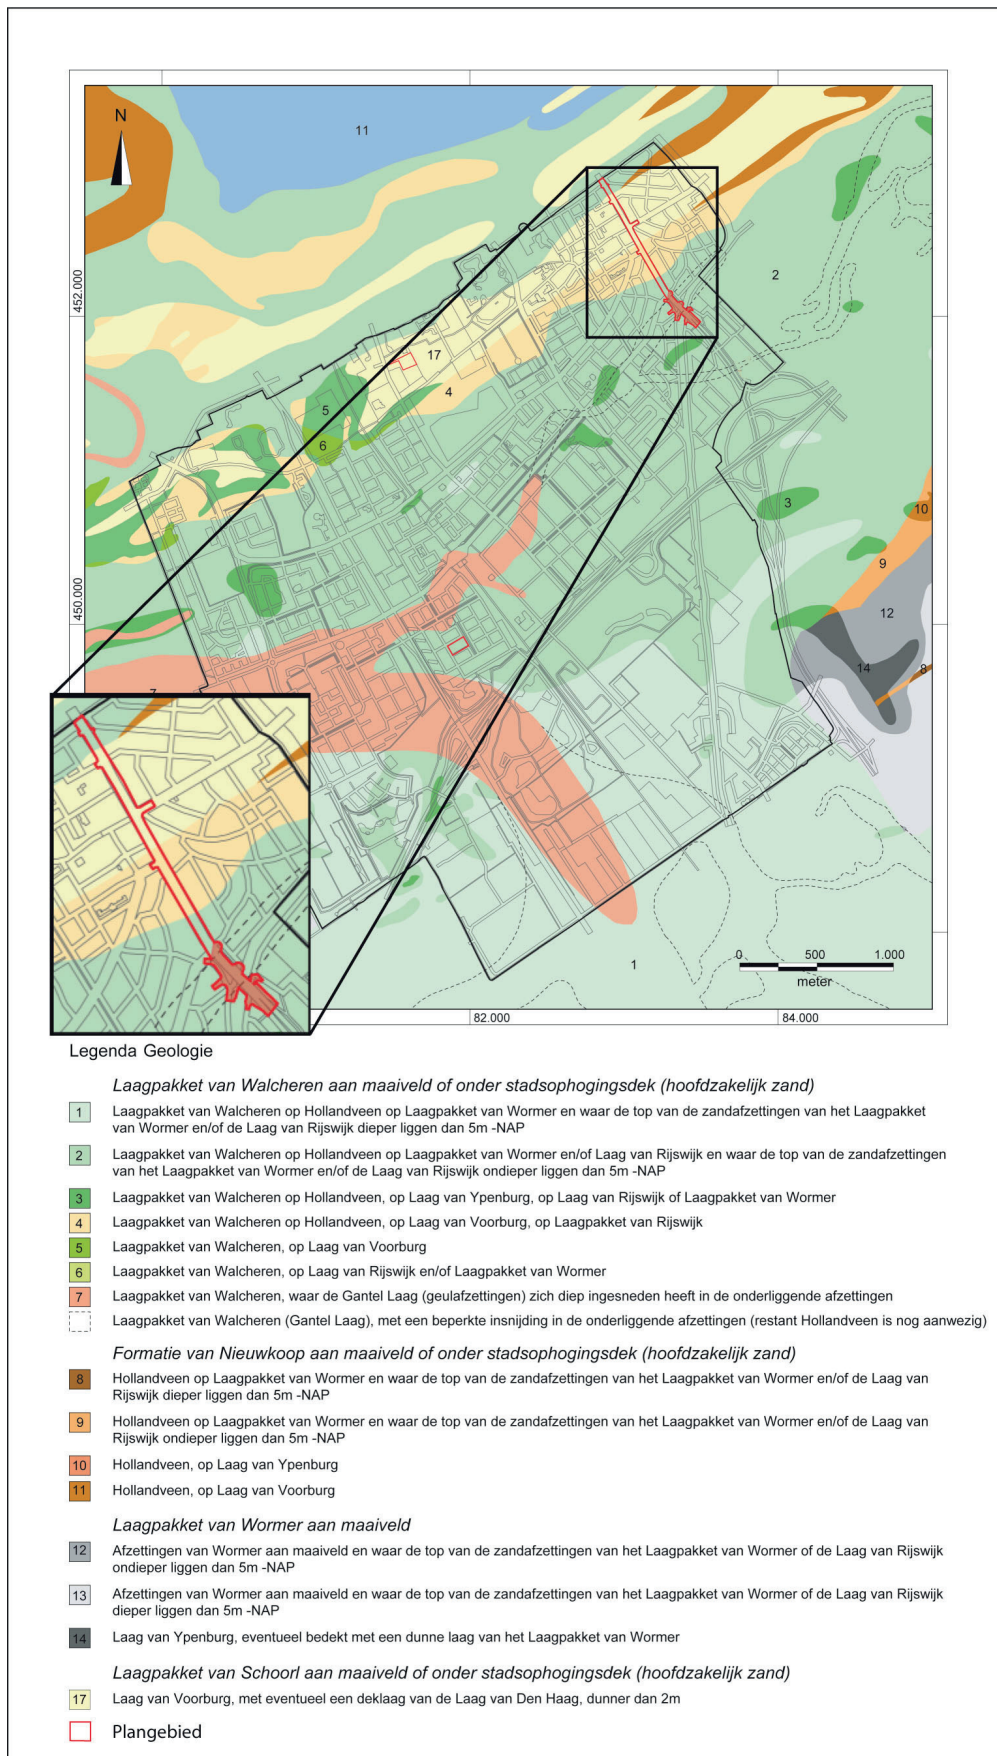 N
11
2
452.000
17
4
5
6
3
10
9
450.000
12
14
8
7
1
0 500 1.000
meter
82.000 84.000
Legenda Geologie
Laagpakket van Walcheren aan maaiveld of onder stadsophogingsdek (hoofdzakelijk zand)
1 Laagpakket van Walcheren op Hollandveen op Laagpakket van Wormer en waar de top van de zandafzettingen van het Laagpakket
van Wormer en/of de Laag van Rijswijk dieper liggen dan 5m -NAP
2 Laagpakket van Walcheren op Hollandveen op Laagpakket van Wormer en/of Laag van Rijswijk en waar de top van de zandafzettingen
van het Laagpakket van Wormer en/of de Laag van Rijswijk ondieper liggen dan 5m -NAP
3 Laagpakket van Walcheren op Hollandveen, op Laag van Ypenburg, op Laag van Rijswijk of Laagpakket van Wormer
4 Laagpakket van Walcheren op Hollandveen, op Laag van Voorburg, op Laagpakket van Rijswijk
5 Laagpakket van Walcheren, op Laag van Voorburg
6 Laagpakket van Walcheren, op Laag van Rijswijk en/of Laagpakket van Wormer
7 Laagpakket van Walcheren, waar de Gantel Laag (geulafzettingen) zich diep ingesneden heeft in de onderliggende afzettingen
Laagpakket van Walcheren (Gantel Laag), met een beperkte insnijding in de onderliggende afzettingen (restant Hollandveen is nog aanwezig)
Formatie van Nieuwkoop aan maaiveld of onder stadsophogingsdek (hoofdzakelijk zand)
8 Hollandveen op Laagpakket van Wormer en waar de top van de zandafzettingen van het Laagpakket van Wormer en/of de Laag van
Rijswijk dieper liggen dan 5m -NAP
9 Hollandveen op Laagpakket van Wormer en waar de top van de zandafzettingen van het Laagpakket van Wormer en/of de Laag van
Rijswijk ondieper liggen dan 5m -NAP
10 Hollandveen, op Laag van Ypenburg
11 Hollandveen, op Laag van Voorburg
Laagpakket van Wormer aan maaiveld
12 Afzettingen van Wormer aan maaiveld en waar de top van de zandafzettingen van het Laagpakket van Wormer of de Laag van Rijswijk
ondieper liggen dan 5m -NAP
13 Afzettingen van Wormer aan maaiveld en waar de top van de zandafzettingen van het Laagpakket van Wormer of de Laag van Rijswijk
dieper liggen dan 5m -NAP
14 Laag van Ypenburg, eventueel bedekt met een dunne laag van het Laagpakket van Wormer
Laagpakket van Schoorl aan maaiveld of onder stadsophogingsdek (hoofdzakelijk zand)
17 Laag van Voorburg, met eventueel een deklaag van de Laag van Den Haag, dunner dan 2m
Plangebied